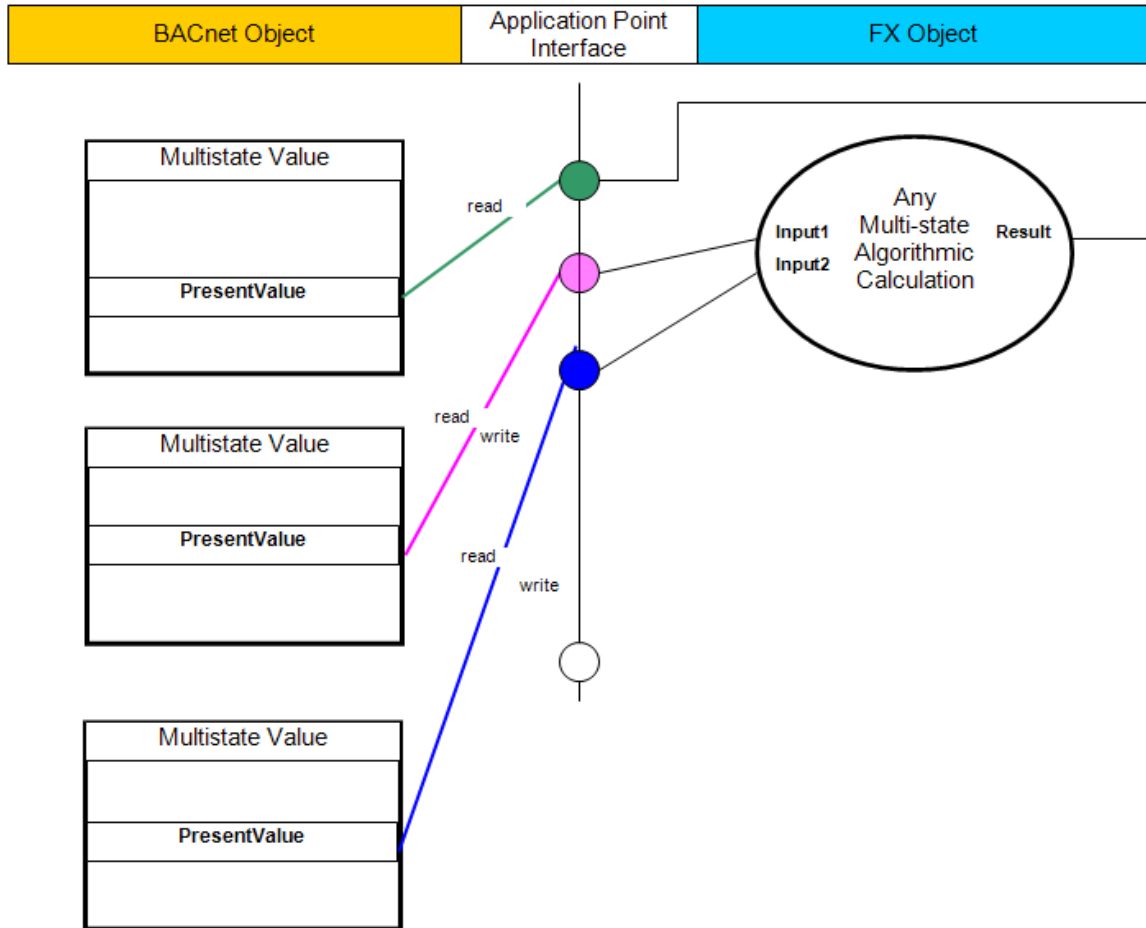 BACnet Object
Application Point
Interface
FX Object
Multistate Value
PresentValue
read
Any
Multi-state
Algorithmic
Calculation
Input1
Input2
Result
Multistate Value
PresentValue
read
write
read
write
Multistate Value
PresentValue